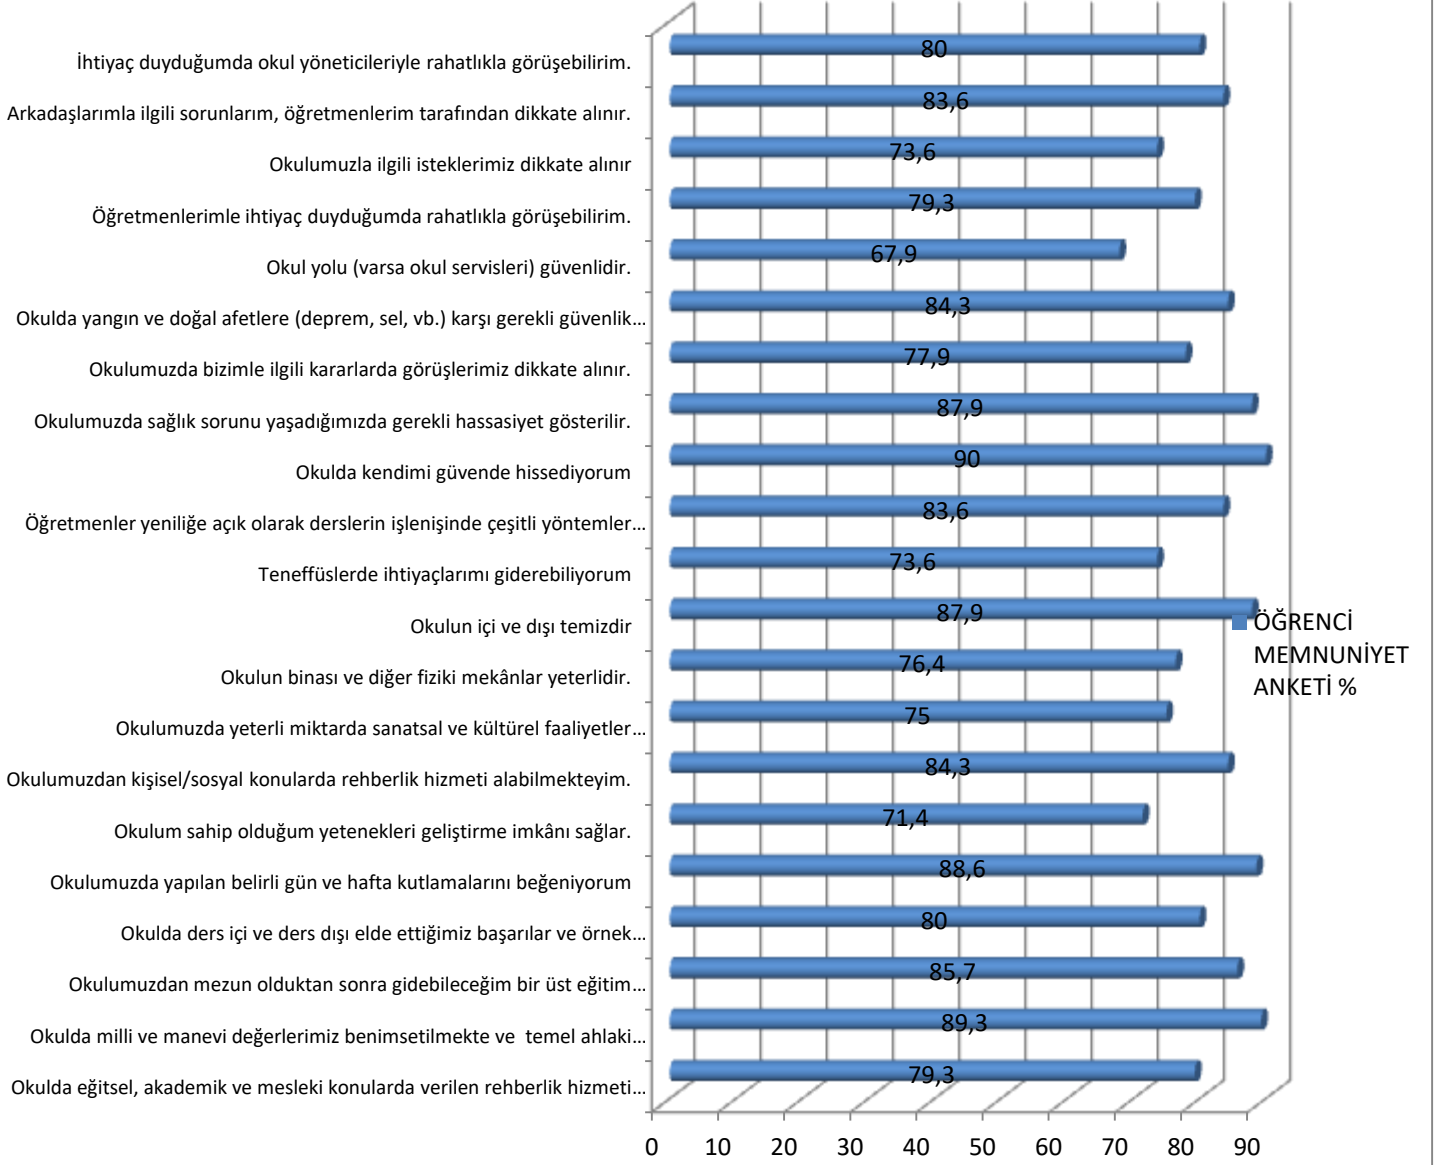 İhtiyaç duyduğumda okul yöneticileriyle rahatlıkla görüşebilirim.
80
Arkadaşlarımla ilgili sorunlarım, öğretmenlerim tarafından dikkate alınır.
83,6
Okulumuzla ilgili isteklerimiz dikkate alınır
73,6
Öğretmenlerimle ihtiyaç duyduğumda rahatlıkla görüşebilirim.
79,3
Okul yolu (varsa okul servisleri) güvenlidir.
67,9
Okulda yangın ve doğal afetlere (deprem, sel, vb.) karşı gerekli güvenlik…
84,3
Okulumuzda bizimle ilgili kararlarda görüşlerimiz dikkate alınır.
77,9
Okulumuzda sağlık sorunu yaşadığımızda gerekli hassasiyet gösterilir.
87,9
Okulda kendimi güvende hissediyorum
90
Öğretmenler yeniliğe açık olarak derslerin işlenişinde çeşitli yöntemler…
83,6
Teneffüslerde ihtiyaçlarımı giderebiliyorum
73,6
Okulun içi ve dışı temizdir
87,9
Okulun binası ve diğer fiziki mekânlar yeterlidir.
76,4
Okulumuzda yeterli miktarda sanatsal ve kültürel faaliyetler…
75
Okulumuzdan kişisel/sosyal konularda rehberlik hizmeti alabilmekteyim.
84,3
Okulum sahip olduğum yetenekleri geliştirme imkânı sağlar.
71,4
Okulumuzda yapılan belirli gün ve hafta kutlamalarını beğeniyorum
88,6
Okulda ders içi ve ders dışı elde ettiğimiz başarılar ve örnek…
80
Okulumuzdan mezun olduktan sonra gidebileceğim bir üst eğitim…
85,7
Okulda milli ve manevi değerlerimiz benimsetilmekte ve  temel ahlaki…
89,3
Okulda eğitsel, akademik ve mesleki konularda verilen rehberlik hizmeti…
79,3
0 10 20 30 40 50 60 70 80 90
ÖĞRENCİ
MEMNUNİYET
ANKETİ %